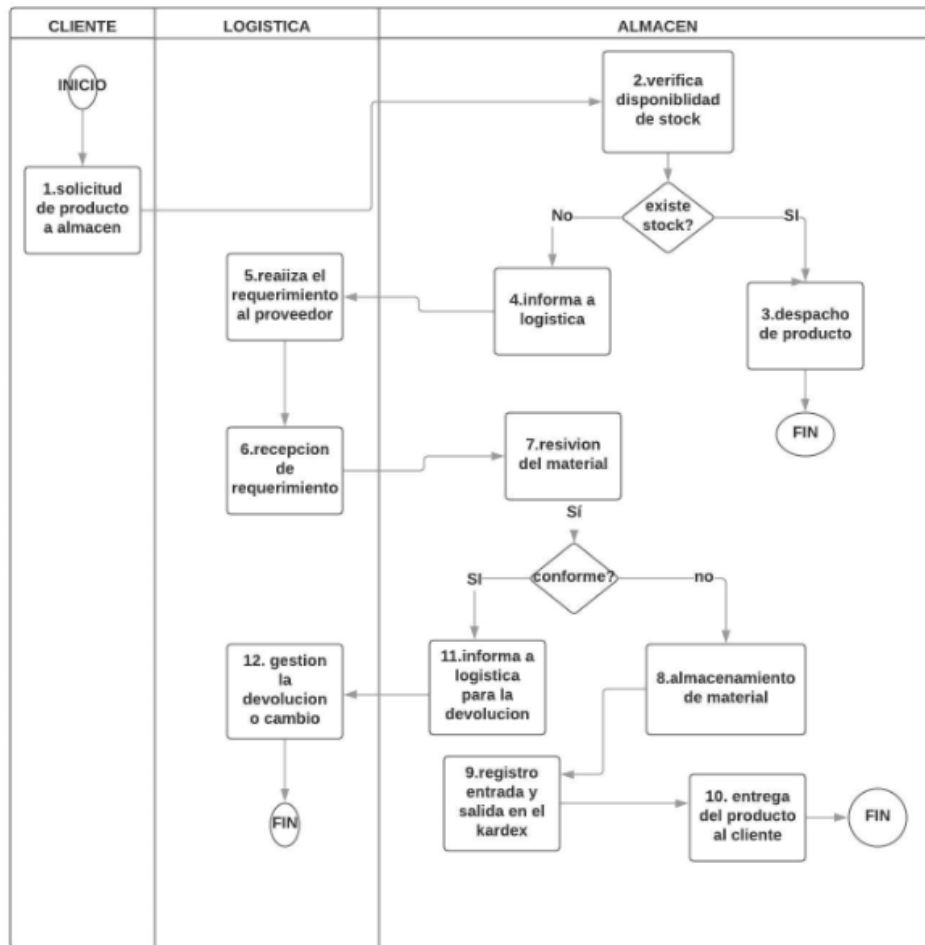 CLIENTE
LOGISTICA
ALMACEN
INICIO
1.solicitud
de producto
a almacen
2.verifica
disponiblidad
de stock
existe
stock?
No
SI
3.despacho
de producto
FIN
4.informa a
logistica
5.reaiiza el
requerimiento
al proveedor
6.recepcion
de
requerimiento
7.resivion
del material
Sí
conforme?
SI
no
8.almacenamiento
de material
9.registro
entrada y
salida en el
kardex
10. entrega
del producto
al cliente
FIN
11.informa a
logistica
para la
devolucion
12. gestion
la
devolucion
o cambio
FIN